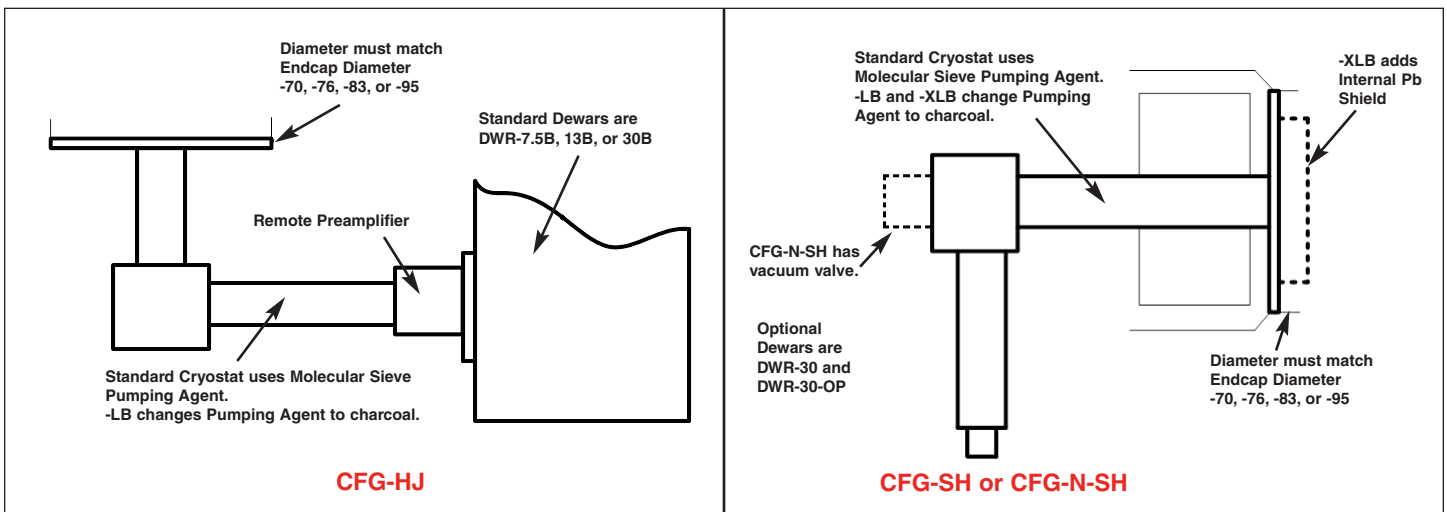 Diameter must match
Endcap Diameter
-70, -76, -83, or -95
Standard Dewars are
DWR-7.5B, 13B, or 30B
Remote Preamplifier
Standard Cryostat uses Molecular Sieve
Pumping Agent.
-LB changes Pumping Agent to charcoal.
CFG-HJ
Standard Cryostat uses
Molecular Sieve Pumping Agent.
-LB and -XLB change Pumping
Agent to charcoal.
-XLB adds
Internal Pb
Shield
CFG-N-SH has
vacuum valve.
Optional
Dewars are
DWR-30 and
DWR-30-OP
Diameter must match
Endcap Diameter
-70, -76, -83, or -95
CFG-SH or CFG-N-SH